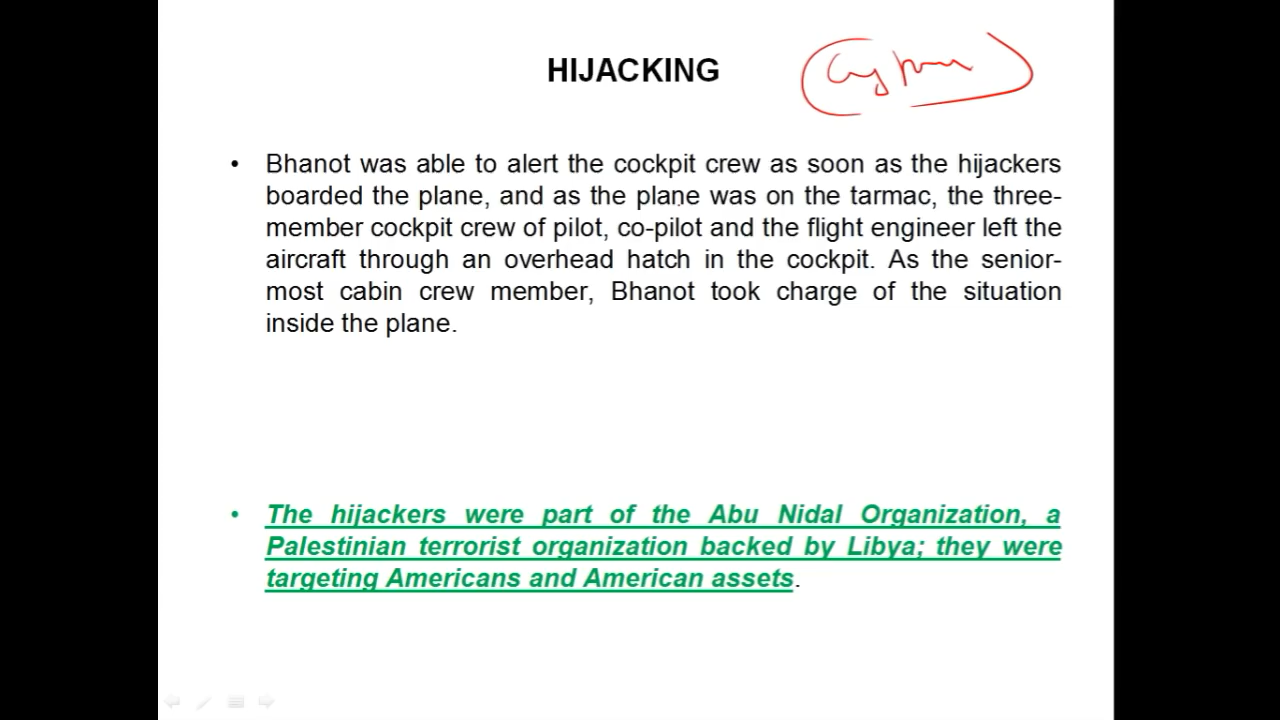 HIJACKING
• Bhanot was able to alert the cockpit crew as soon as the hijackers
boarded the plane, and as the plane was on the tarmac, the three-
member cockpit crew of pilot, co-pilot and the flight engineer left the
aircraft through an overhead hatch in the cockpit. As the senior-
most cabin crew member, Bhanot took charge of the situation
inside the plane.
• The hijackers were part of the Abu Nidal Organization, a
Palestinian terrorist organization backed by Libya; they were
targeting Americans and American assets.